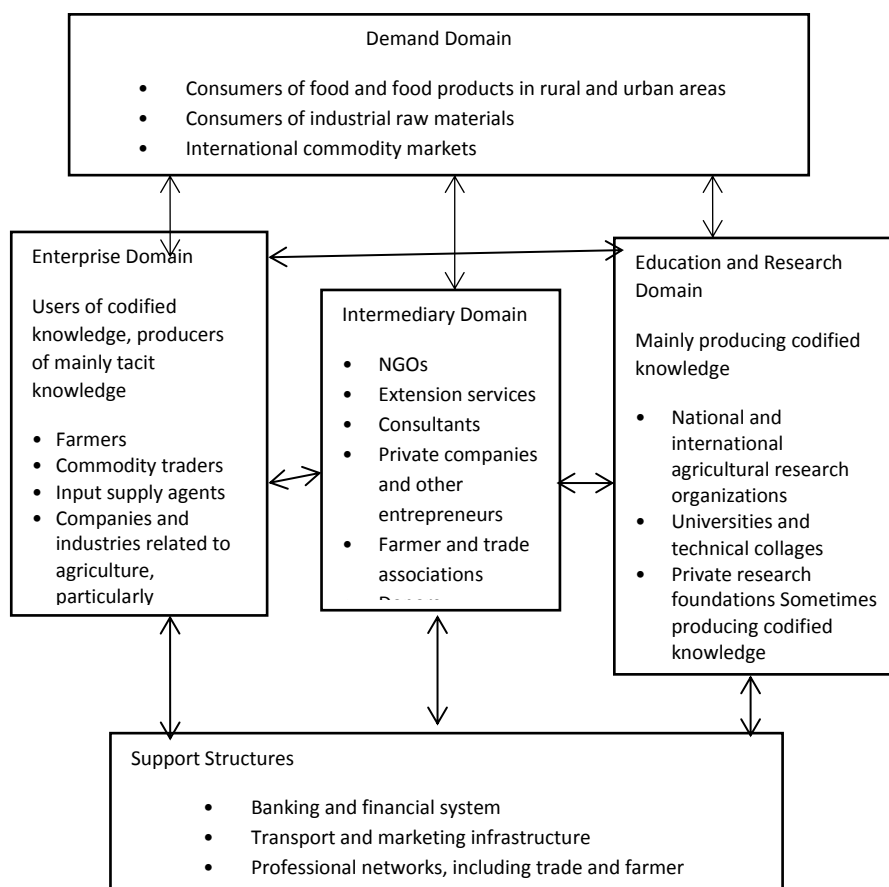 Demand Domain
• Consumers of food and food products in rural and urban areas
• Consumers of industrial raw materials
• International commodity markets
Enterprise Domain
Users of codified
knowledge, producers
of mainly tacit
knowledge
• Farmers
• Commodity traders
• Input supply agents
• Companies and
industries related to
agriculture,
particularly
Intermediary Domain
• NGOs
• Extension services
• Consultants
• Private companies
and other
entrepreneurs
• Farmer and trade
associations
Education and Research
Domain
Mainly producing codified
knowledge
• National and
international
agricultural research
organizations
• Universities and
technical collages
• Private research
foundations Sometimes
producing codified
knowledge
Support Structures
• Banking and financial system
• Transport and marketing infrastructure
• Professional networks, including trade and farmer